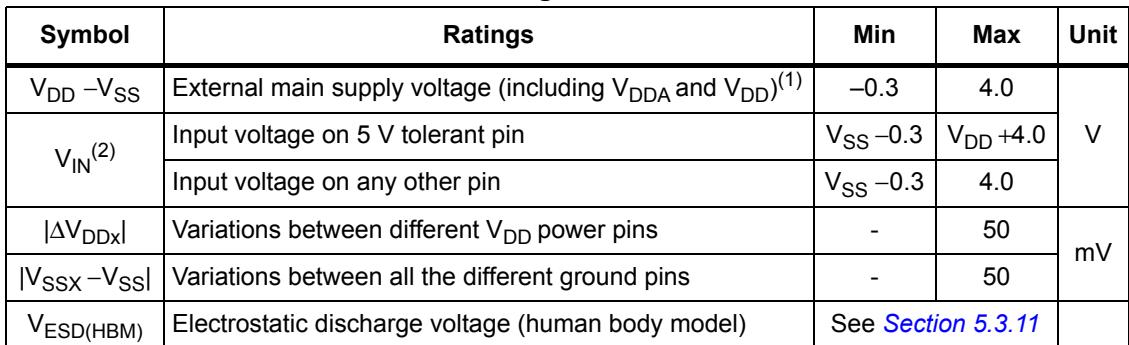 Symbol Ratings Min Max Unit
VDD −VSS External main supply voltage (including VDDA and VDD)(1) –0.3 4.0
VIN(2) Input voltage on 5 V tolerant pin VSS −0.3 VDD +4.0 V
Input voltage on any other pin VSS −0.3 4.0
|ΔVDDx| Variations between different VDD power pins - 50 mV
|VSSX −VSS| Variations between all the different ground pins - 50
VESD(HBM) Electrostatic discharge voltage (human body model) See Section 5.3.11